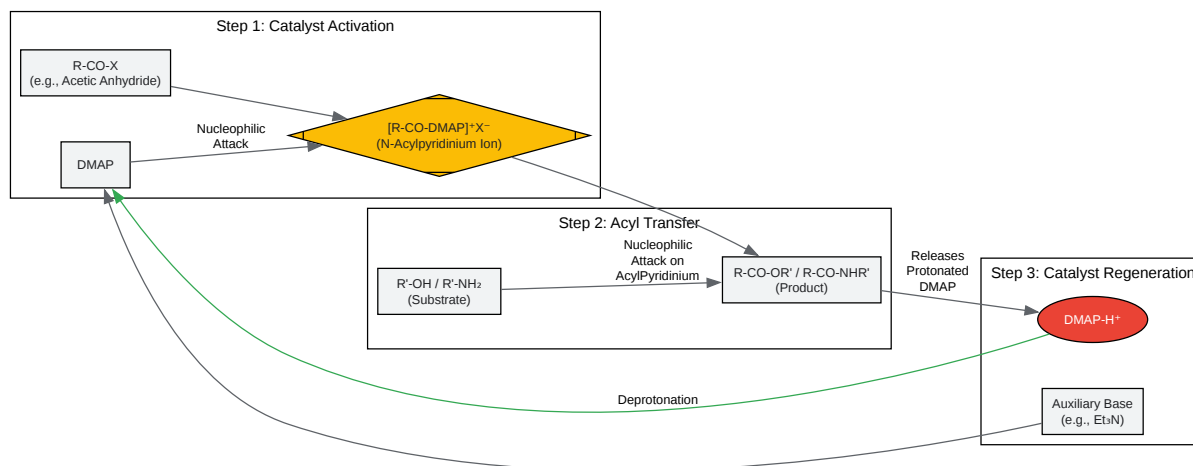 Step 1: Catalyst Activation
R-CO-X
(e.g., Acetic Anhydride)
Nucleophilic
Attack
DMAP
[R-CO-DMAP]⁺X⁻
(N-Acylpyridinium Ion)
Step 2: Acyl Transfer
R'-OH / R'-NH₂
(Substrate)
Nucleophilic
Attack on
AcylPyridinium
R-CO-OR' / R-CO-NHR'
(Product)
Releases
Protonated
DMAP
Step 3: Catalyst Regeneration
DMAP-H⁺
Deprotonation
Auxiliary Base
(e.g., Et₃N)